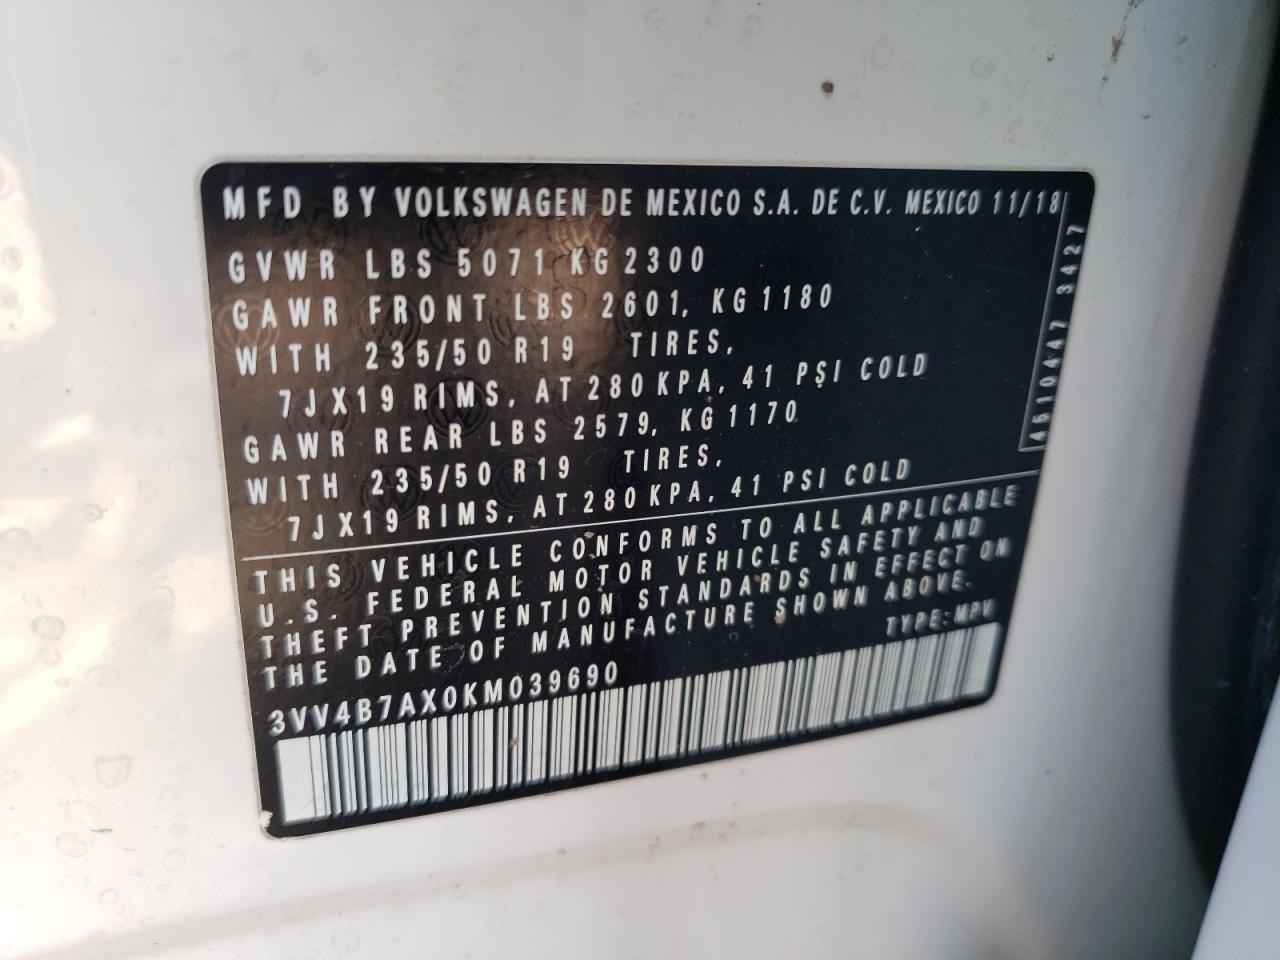 MFD BY VOLKSWAGEN DE MEXICO S.A. DE C.V. MEXICO 11/18
GVWR LBS 5071 KG 2300
GAWR FRONT LBS 2601, KG 1180
WITH 235/50 R19 TIRES,
7JX19 RIMS, AT 280 KPA, 41 PSI COLD
GAWR REAR LBS 2579, KG 1170
WITH 235/50 R19 TIRES,
7JX19 RIMS, AT 280 KPA, 41 PSI COLD
4510447 3427
THIS VEHICLE CONFORMS TO ALL APPLICABLE
U.S. FEDERAL MOTOR VEHICLE SAFETY AND
THEFT PREVENTION STANDARDS IN EFFECT ON
THE DATE OF MANUFACTURE SHOWN ABOVE.
TYPE: MPV
3VV4B7AX0KM039690